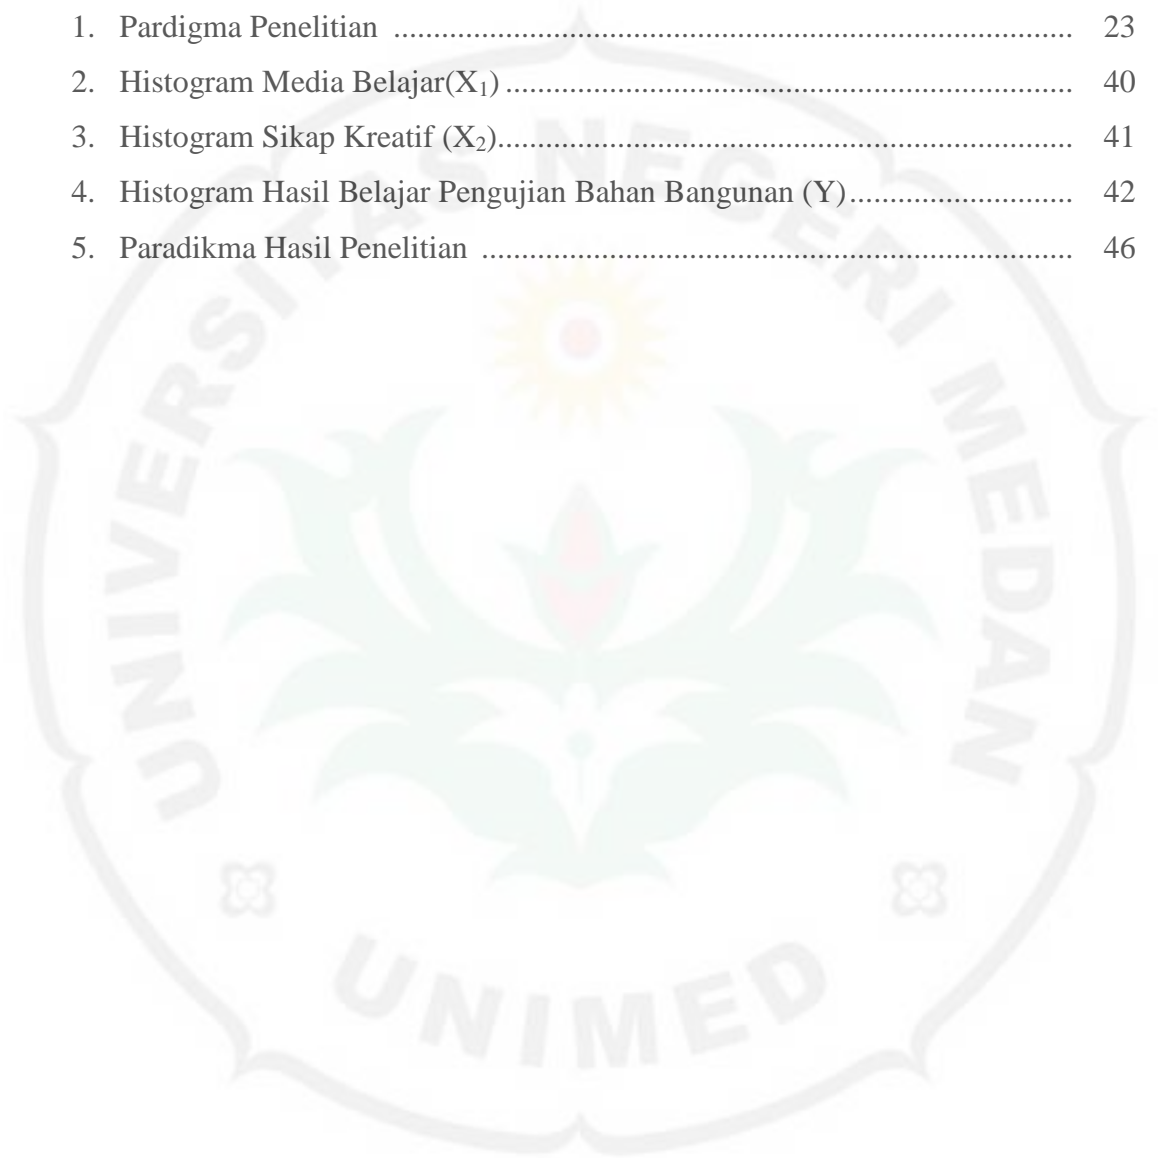 1. Pardigma Penelitian ........................................................................ 23
2. Histogram Media Belajar(X₁) ............................................................ 40
3. Histogram Sikap Kreatif (X₂)............................................................. 41
4. Histogram Hasil Belajar Pengujian Bahan Bangunan (Y)........................ 42
5. Paradikma Hasil Penelitian ............................................................... 46
UNIVERSITAS NEGERI MEDAN
UNIMED